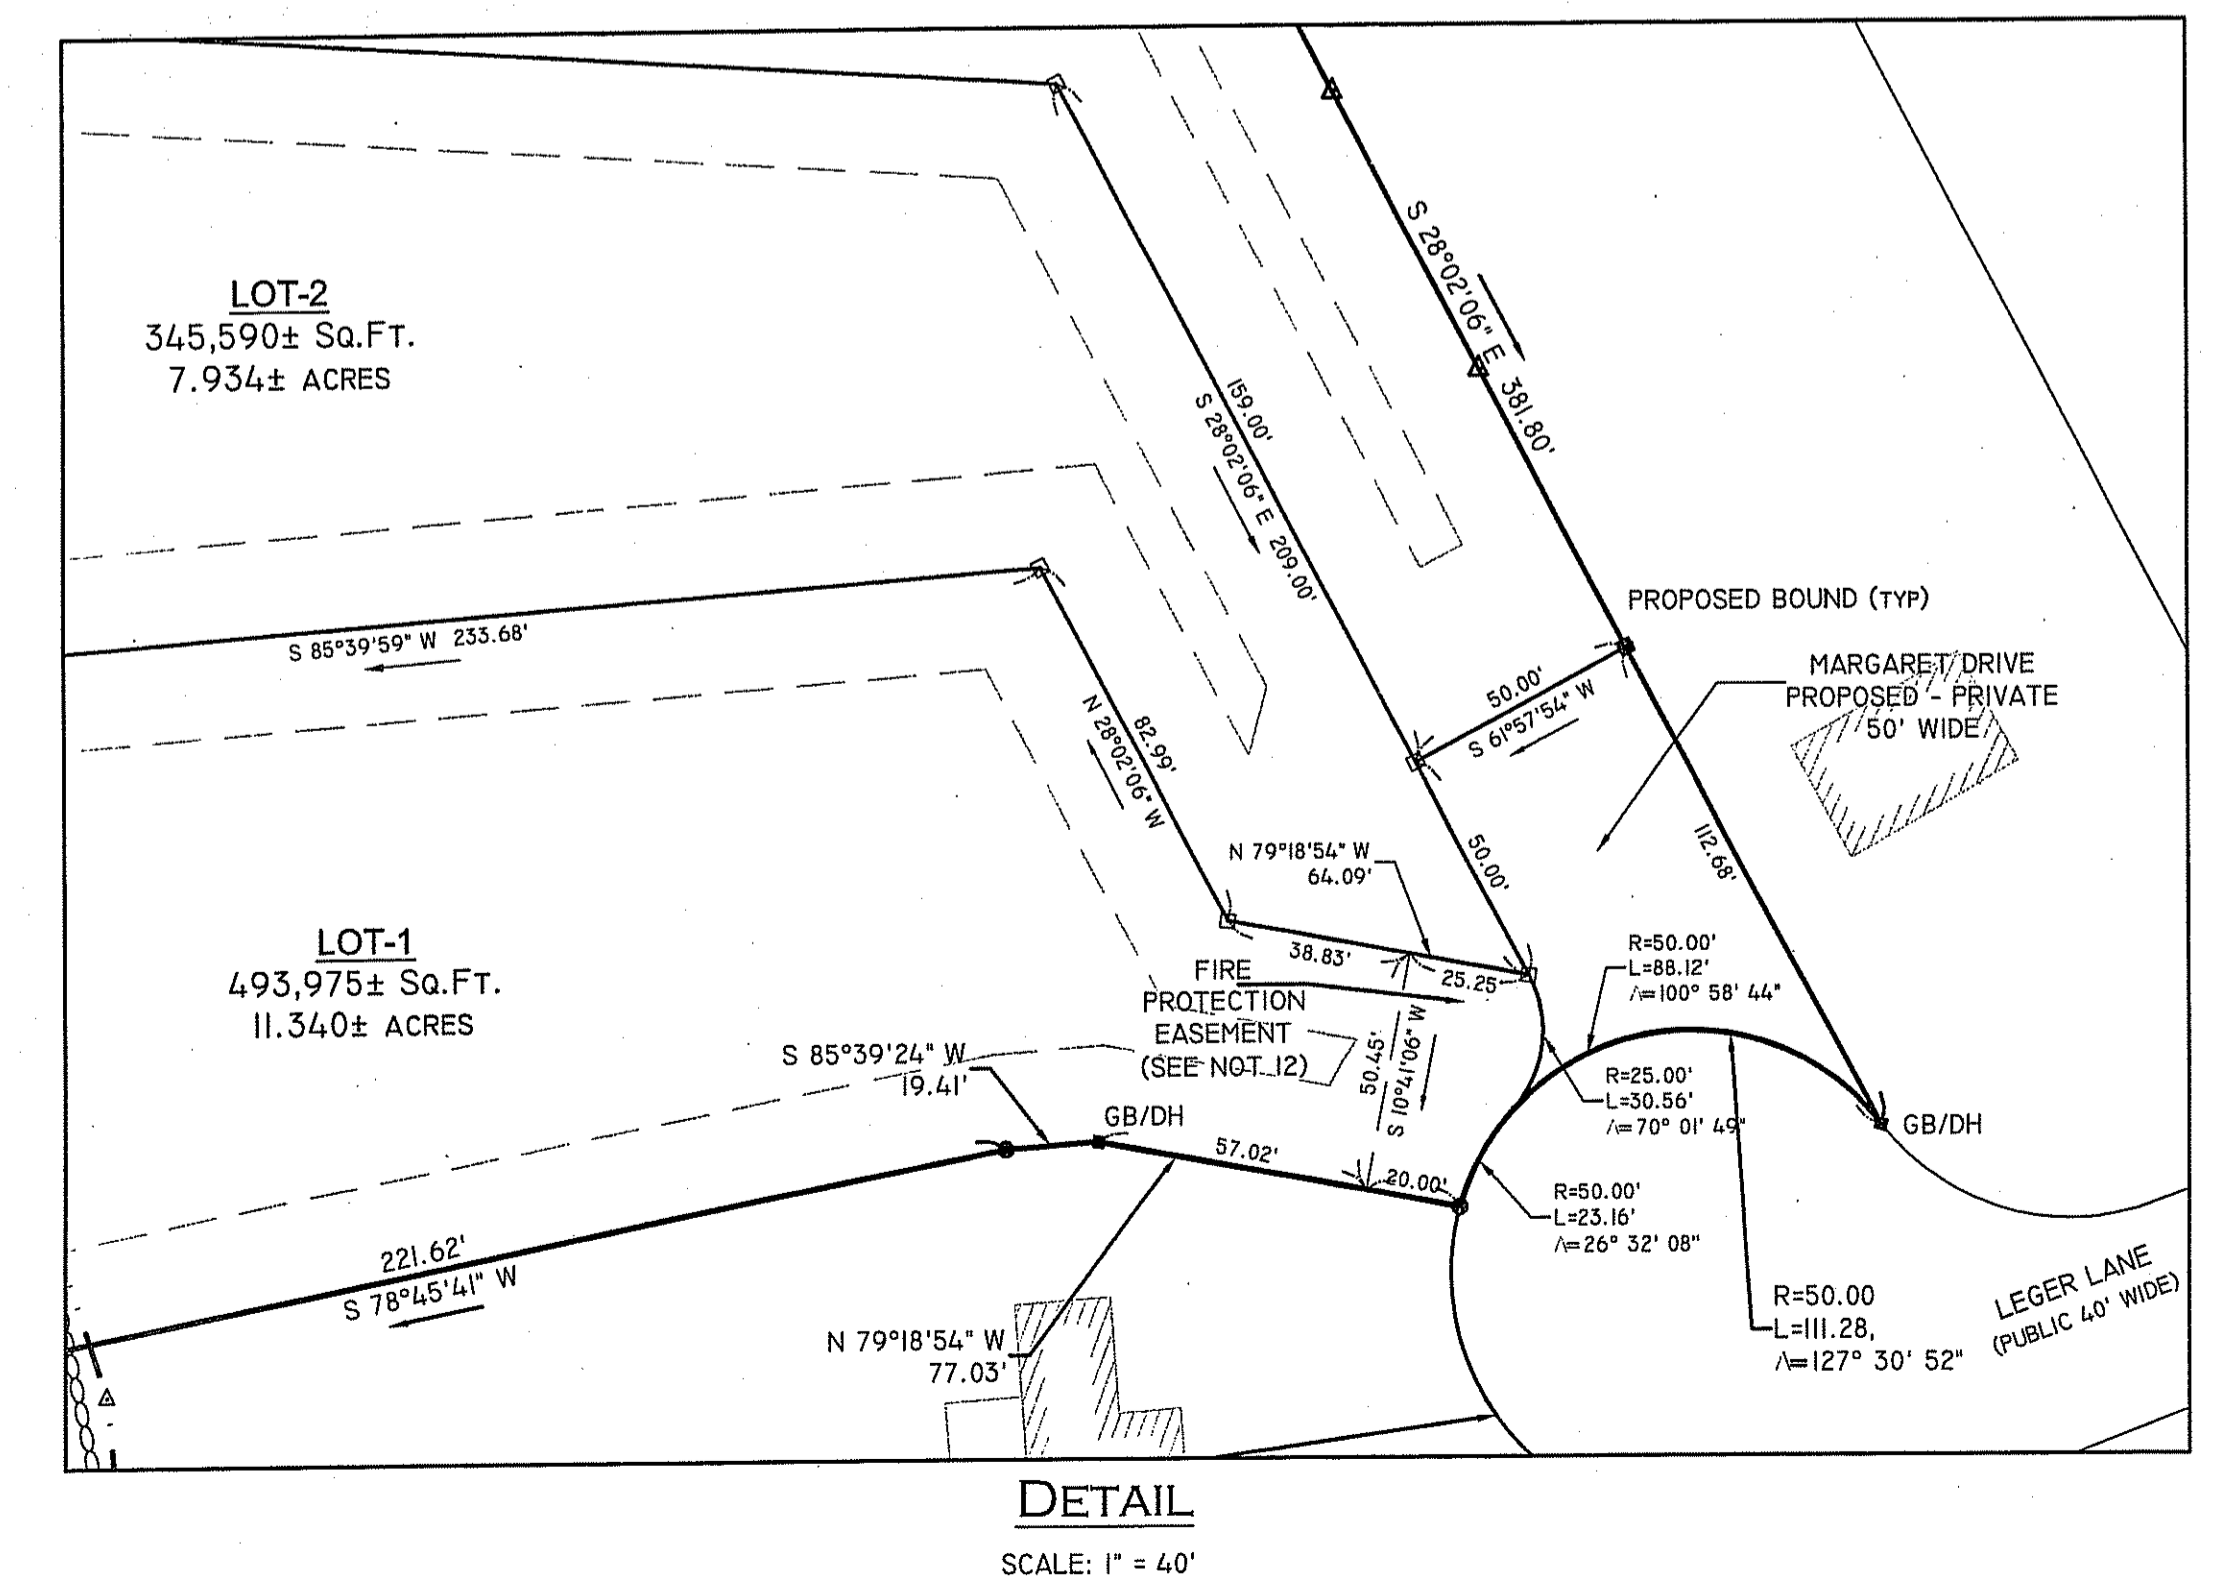 LOT-2
345,590± SQ.FT.
7.934± ACRES
S 28°02'06" E 381.80'
159.00'
S 28°02'06" E 209.00'
PROPOSED BOUND (TYP)
S 85°39'59" W 233.68'
50.00'
S 61°57'54" W
MARGARET DRIVE
PROPOSED - PRIVATE
50' WIDE
82.99'
N 28°02'06" W
50.00'
112.68'
N 79°18'54" W
64.09'
LOT-1
493,975± SQ.FT.
11.340± ACRES
38.83'
25.25'
FIRE
PROTECTION
EASEMENT
(SEE NOT 12)
R=50.00'
L=88.12'
Δ=100° 58' 44"
50.45'
S 10°41'06" W
S 85°39'24" W
19.41'
R=25.00'
L=30.56'
Δ=70° 01' 49"
GB/DH
GB/DH
57.02'
20.00'
R=50.00'
L=23.16'
Δ=26° 32' 08"
221.62'
S 78°45'41" W
N 79°18'54" W
77.03'
R=50.00
L=111.28,
Δ=127° 30' 52"
LEGER LANE
(PUBLIC 40' WIDE)
DETAIL
SCALE: 1" = 40'